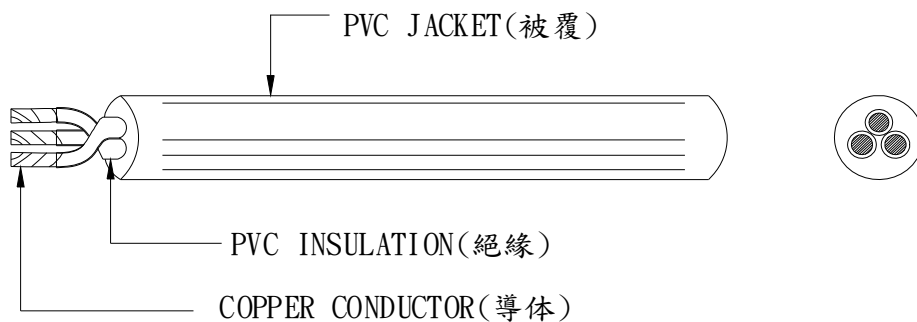 PVC JACKET(被覆)
PVC INSULATION(絕緣)
COPPER CONDUCTOR(導体)